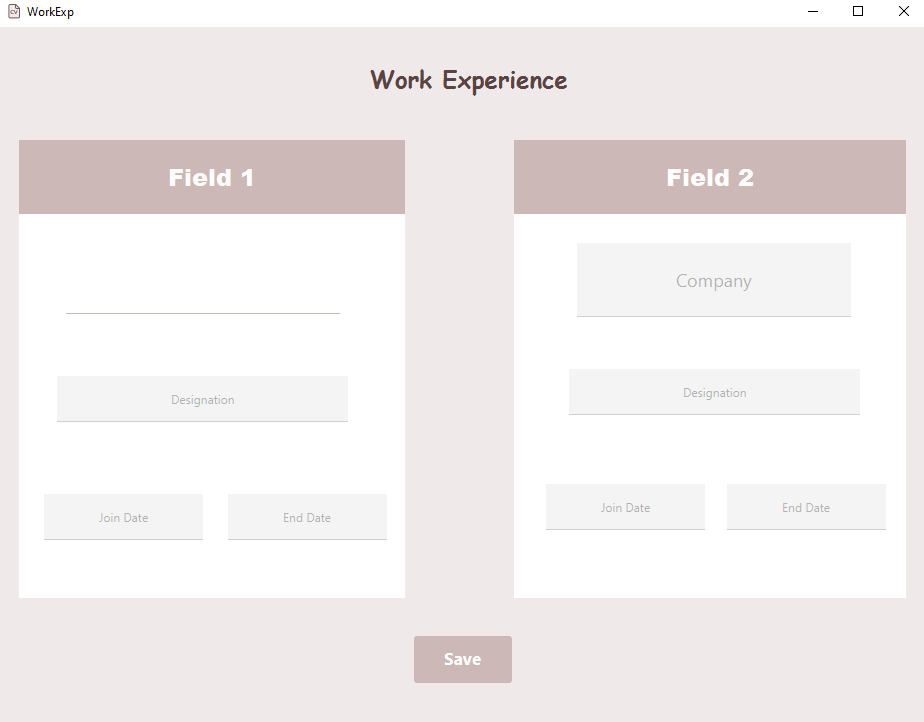 WorkExp
Work Experience
Field 1
Designation
Join Date
End Date
Field 2
Company
Designation
Join Date
End Date
Save